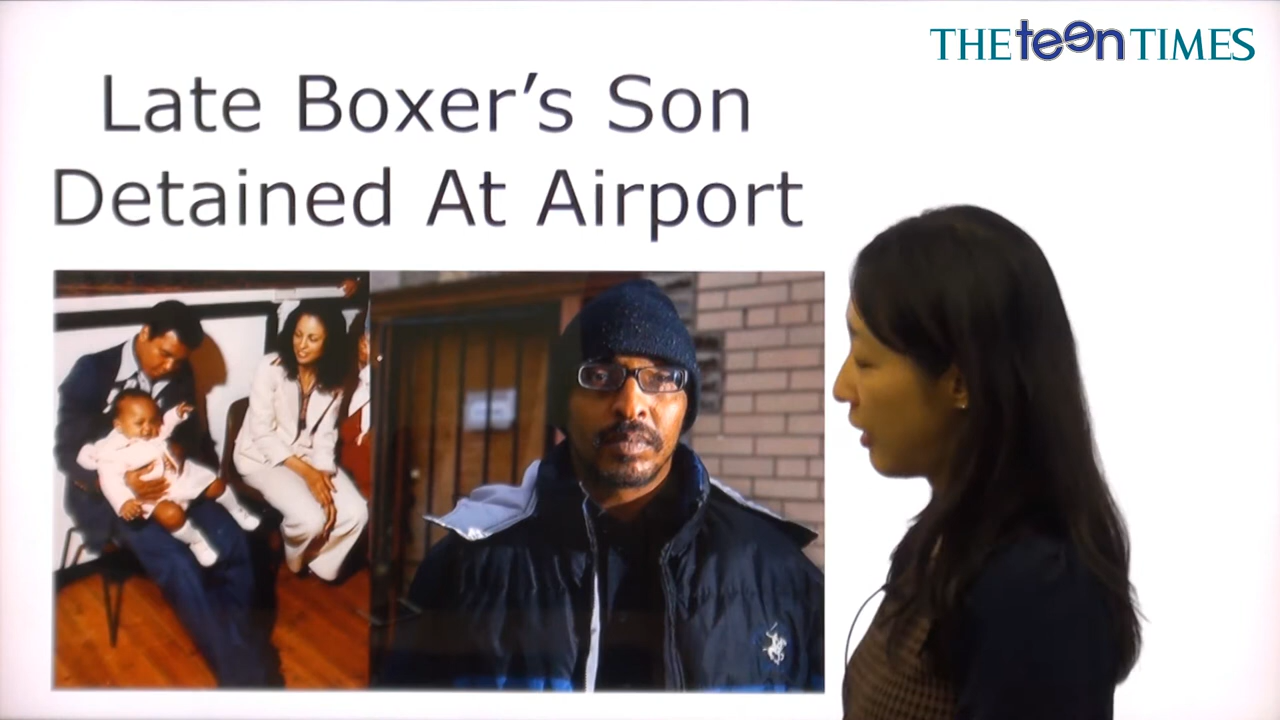 THE teen TIMES
Late Boxer’s Son
Detained At Airport